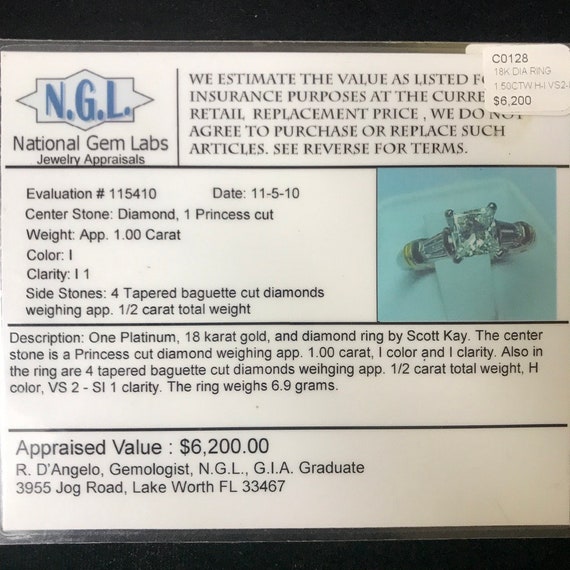 N.G.L.
National Gem Labs
Jewelry Appraisals
WE ESTIMATE THE VALUE AS LISTED
INSURANCE PURPOSES AT THE
RETAIL REPLACEMENT PRICE , WE DO NOT
AGREE TO PURCHASE OR REPLACE SUCH
ARTICLES. SEE REVERSE FOR TERMS.
C0128
18K DIA RING
1.50CTW H-I VS2-
$6,200
Evaluation # 115410 Date: 11-5-10
Center Stone: Diamond, 1 Princess cut
Weight: App. 1.00 Carat
Color: I
Clarity: I 1
Side Stones: 4 Tapered baguette cut diamonds
weighing app. 1/2 carat total weight
Description: One Platinum, 18 karat gold, and diamond ring by Scott Kay. The center
stone is a Princess cut diamond weighing app. 1.00 carat, I color and I clarity. Also in
the ring are 4 tapered baguette cut diamonds weihging app. 1/2 carat total weight, H
color, VS 2 - SI 1 clarity. The ring weighs 6.9 grams.
Appraised Value : $6,200.00
R. D'Angelo, Gemologist, N.G.L., G.I.A. Graduate
3955 Jog Road, Lake Worth FL 33467